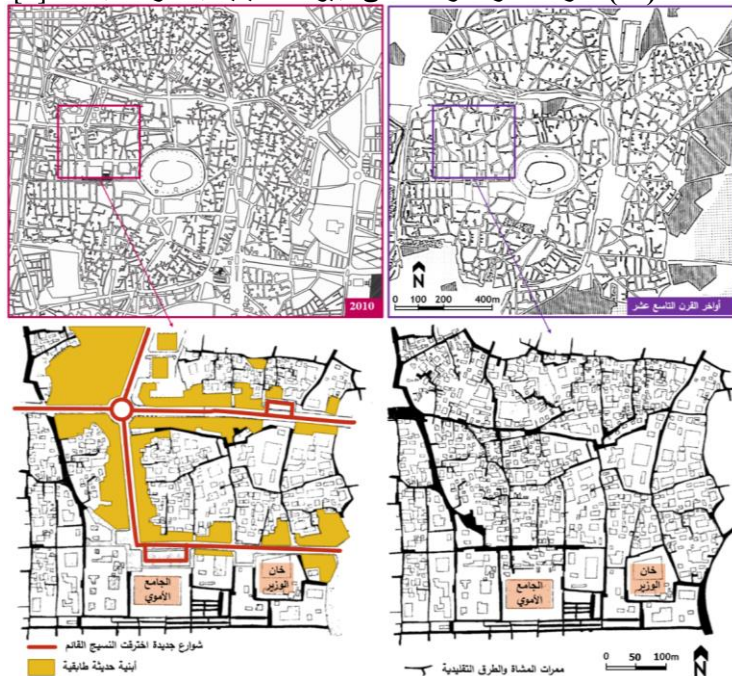 2010
أواخر القرن التاسع عشر
N
0 100 200 400m
خان
الوزير
الجامع
الأموي
خان
الوزير
الجامع
الأموي
شوارع جديدة اخترقت النسيج القائم
أبنية حديثة طابقية
ممرات المشاة والطرق التقليدية
0 50 100m
N